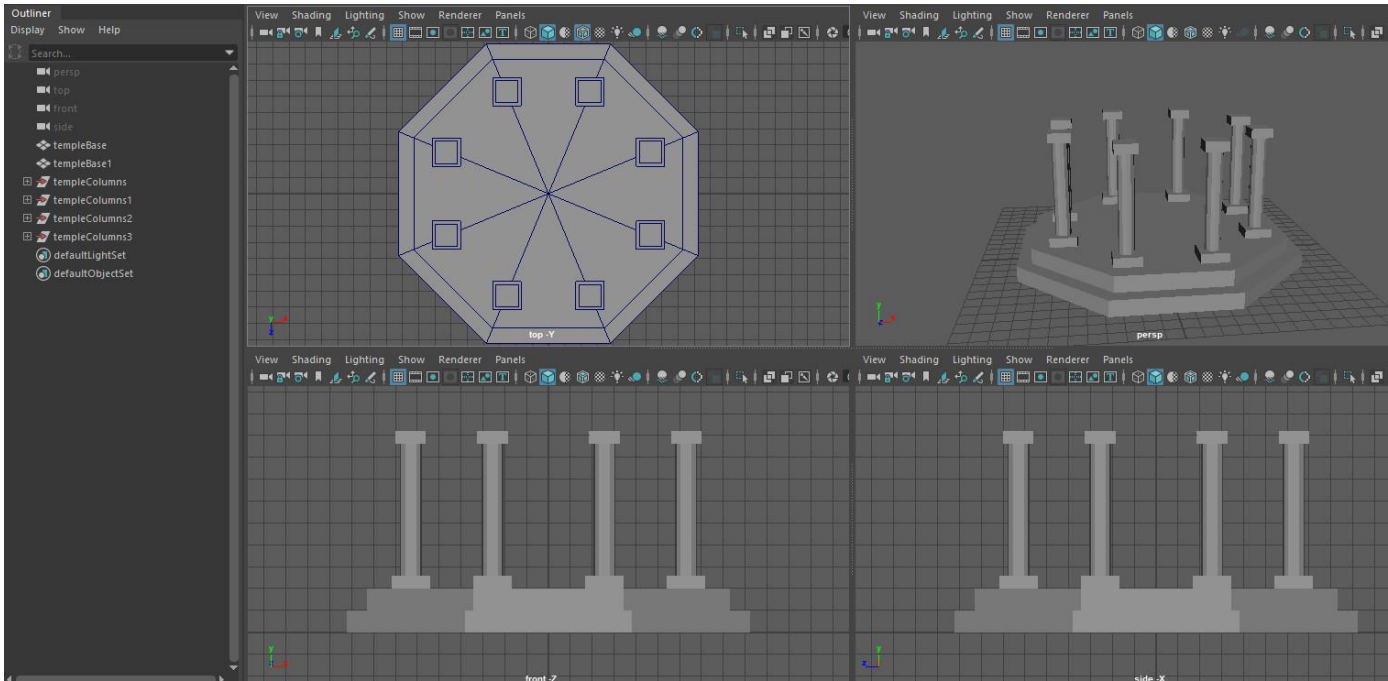 Outliner
Display Show Help
Search...
persp
top
front
side
templeBase
templeBase1
templeColumns
templeColumns1
templeColumns2
templeColumns3
defaultLightSet
defaultObjectSet
View Shading Lighting Show Renderer Panels
y x
z
top -Y
View Shading Lighting Show Renderer Panels
y
z x
persp
View Shading Lighting Show Renderer Panels
y
z x
front -Z
View Shading Lighting Show Renderer Panels
y
z
side -X